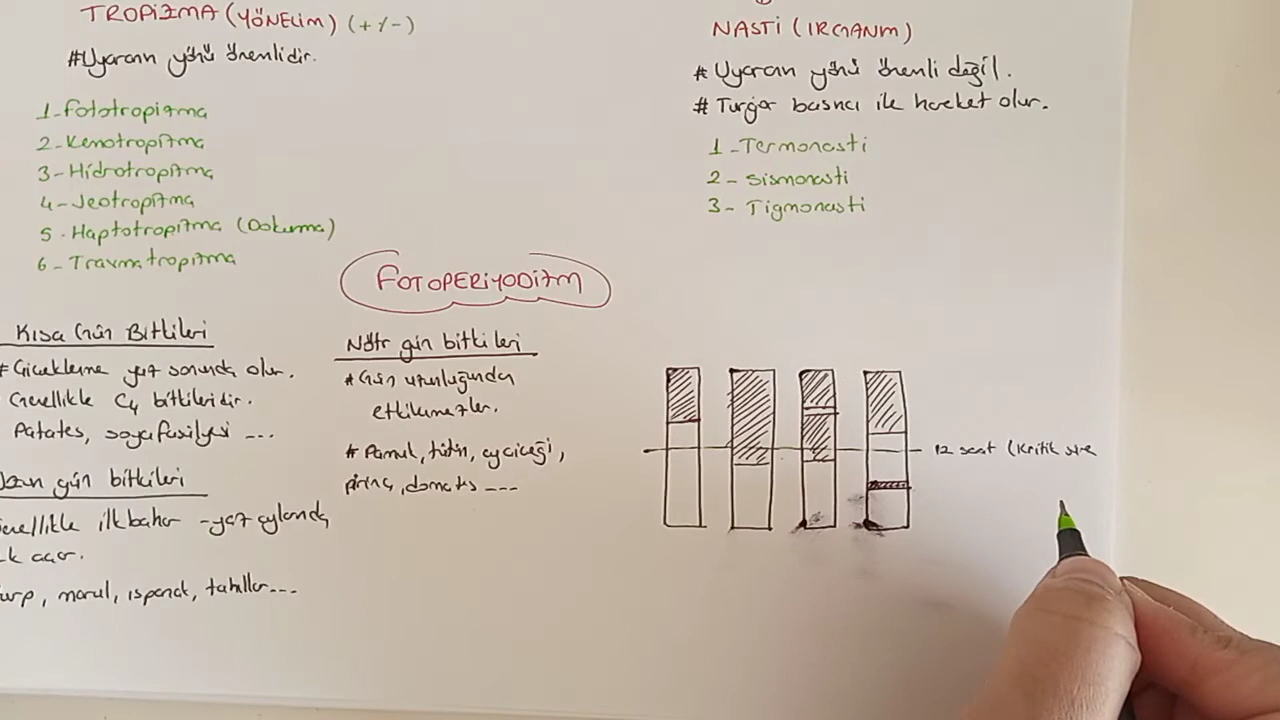 TROPİZMA (YÖNELİM) (+/-)
#Uyaranın yönü önemlidir.
1-Fototropizma
2-Kemotropizma
3-Hidrotropizma
4-Jeotropizma
5-Haptotropizma (Dokunma)
6-Travmatropizma
NASTİ (IRGANIM)
# Uyaranın yönü önemli değil.
# Turgor basıncı ile hareket olur.
1-Termonasti
2-Sismonasti
3-Tigmonasti
FOTOPERİYODİZM
Kısa Gün Bitkileri
#Çiçeklenme yaz sonunda olur.
Genellikle C4 bitkileridir.
Patates, soya fasulyesi ...
Uzun gün bitkileri
ilkbahar -yaz aylarında
açar.
marul, ıspanak, tahıllar...
Nötr gün bitkileri
#Gün uzunluğundan
etkilenmezler.
# Pamuk, tütün, ayçiçeği,
pirinç, domates ----
12 saat (Kritik süre